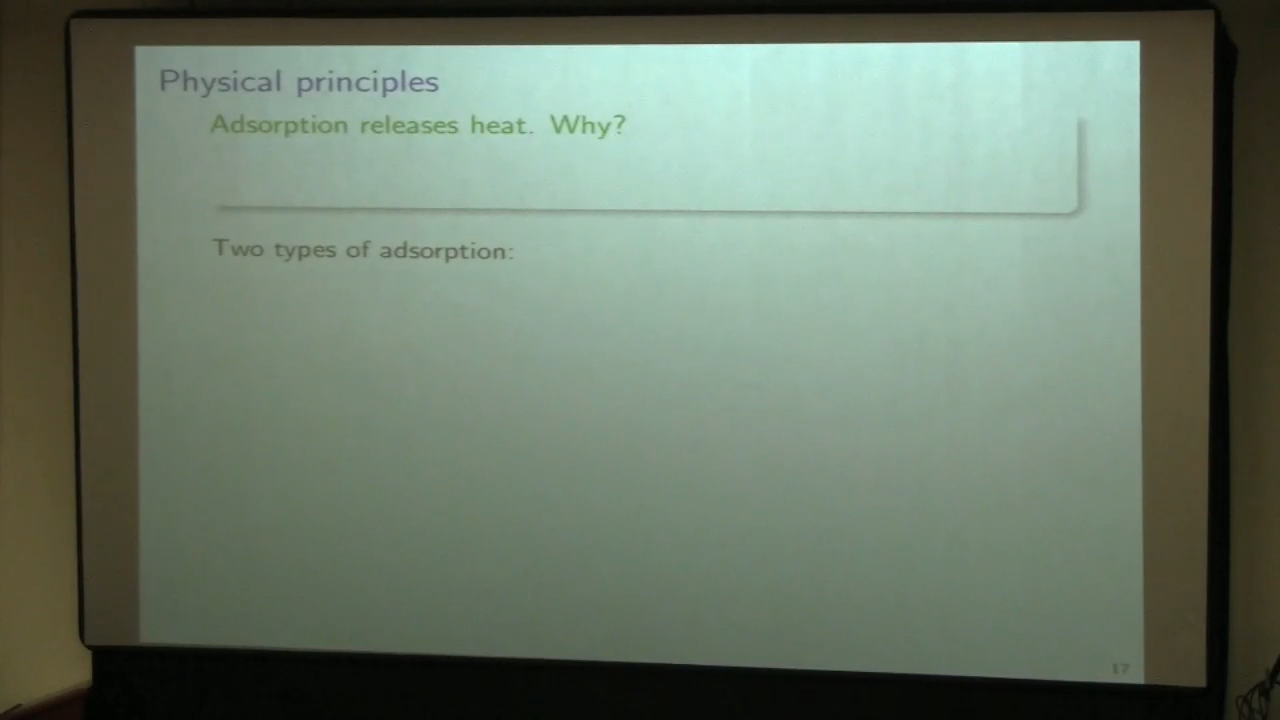 Physical principles
Adsorption releases heat. Why?
Two types of adsorption:
17